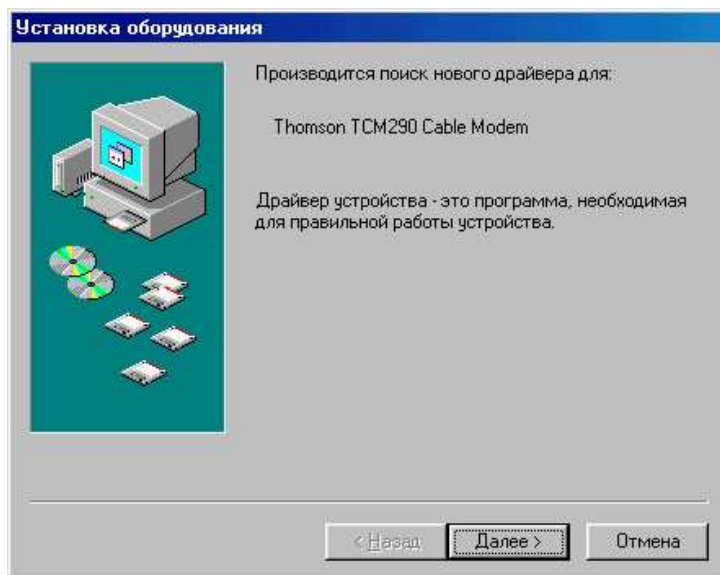 Установка оборудования
Производится поиск нового драйвера для:
Thomson TCM290 Cable Modem
Драйвер устройства - это программа, необходимая
для правильной работы устройства.
< Назад
Далее >
Отмена